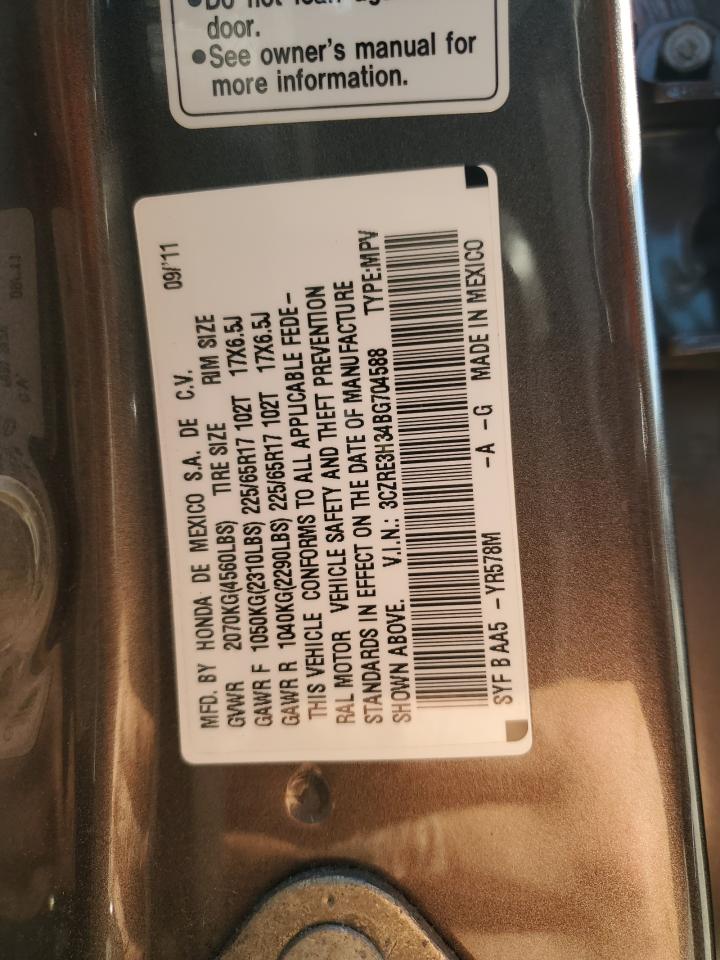 •Do not lean
door.
•See owner's manual for
more information.
MFD. BY HONDA DE MEXICO S.A. DE C.V. 09/'11
GVWR 2070KG(4560LBS) TIRE SIZE RIM SIZE
GAWR F 1050KG(2310LBS) 225/65R17 102T 17X6.5J
GAWR R 1040KG(2290LBS) 225/65R17 102T 17X6.5J
THIS VEHICLE CONFORMS TO ALL APPLICABLE FEDE-
RAL MOTOR VEHICLE SAFETY AND THEFT PREVENTION
STANDARDS IN EFFECT ON THE DATE OF MANUFACTURE
SHOWN ABOVE. V.I.N.: 3CZRE3H34BG704588 TYPE:MPV
SYF B AA5 -YR578M -A -G MADE IN MEXICO